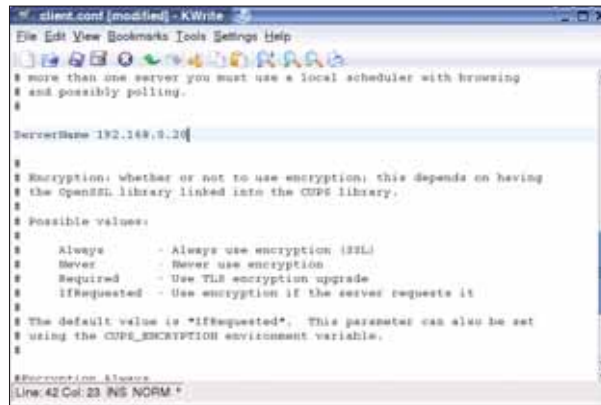 client.conf [modified] - KWrite
File Edit View Bookmarks Tools Settings Help
# more than one server you must use a local scheduler with browsing
# and possibly polling.
#
ServerName 192.168.0.20
#
# Encryption: whether or not to use encryption; this depends on having
# the OpenSSL library linked into the CUPS library.
#
# Possible values:
#
# Always - Always use encryption (SSL)
# Never - Never use encryption
# Required - Use TLS encryption upgrade
# IfRequested - Use encryption if the server requests it
#
# The default value is "IfRequested". This parameter can also be set
# using the CUPS_ENCRYPTION environment variable.
#
#Encryption Always
Line: 42 Col: 23 INS NORM *